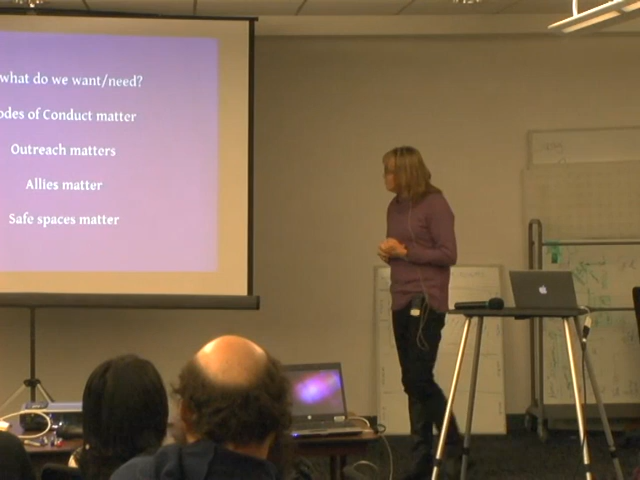 what do we want/need?
odes of Conduct matter
Outreach matters
Allies matter
Safe spaces matter